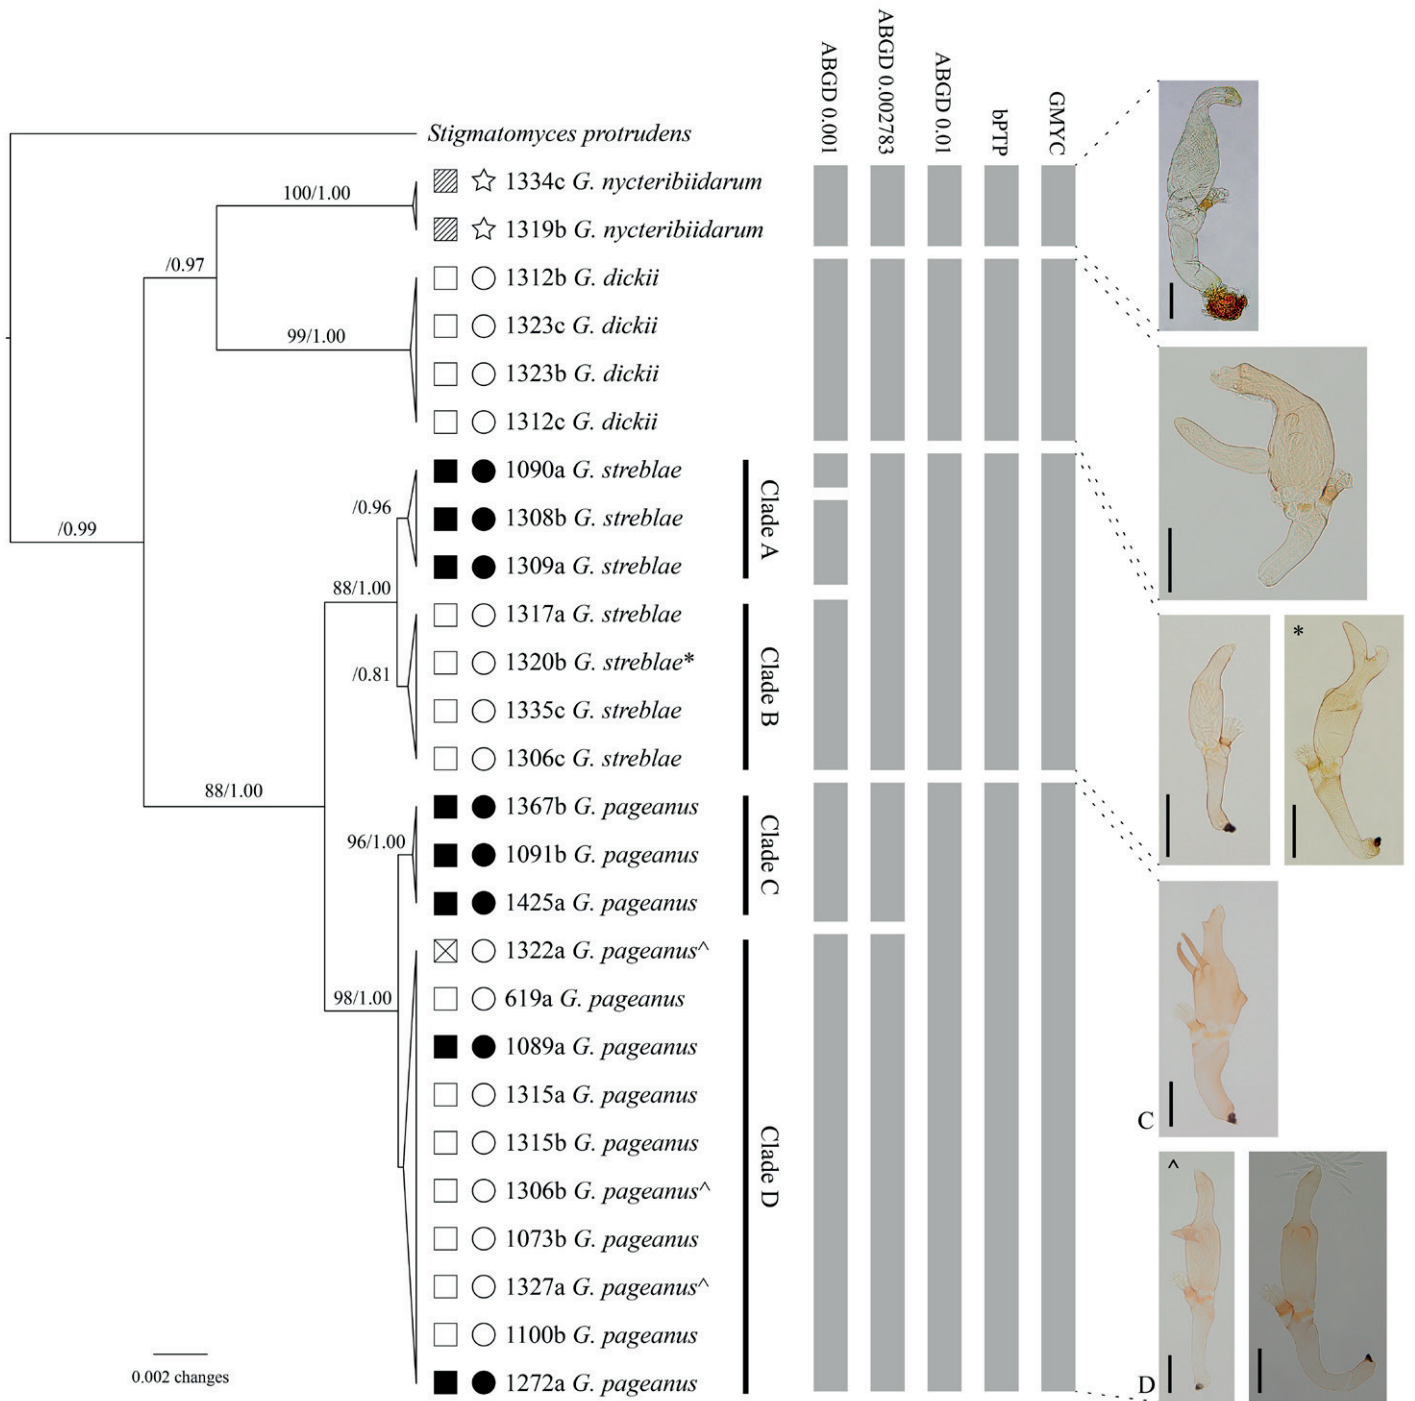 ABGD 0.001
ABGD 0.002783
ABGD 0.01
bPTP
GMYC
Stigmatomyces protrudens
1334c G. nycteribiidarum
100/1.00
1319b G. nycteribiidarum
/0.97
1312b G. dickii
1323c G. dickii
99/1.00
1323b G. dickii
1312c G. dickii
1090a G. streblae
/0.96
1308b G. streblae
Clade A
/0.99
1309a G. streblae
88/1.00
1317a G. streblae
*
1320b G. streblae*
/0.81
Clade B
1335c G. streblae
1306c G. streblae
88/1.00
1367b G. pageanus
96/1.00
1091b G. pageanus
Clade C
1425a G. pageanus
1322a G. pageanus^
98/1.00
619a G. pageanus
1089a G. pageanus
1315a G. pageanus
C
1315b G. pageanus
Clade D
^
1306b G. pageanus^
1073b G. pageanus
1327a G. pageanus^
1100b G. pageanus
0.002 changes
1272a G. pageanus
D